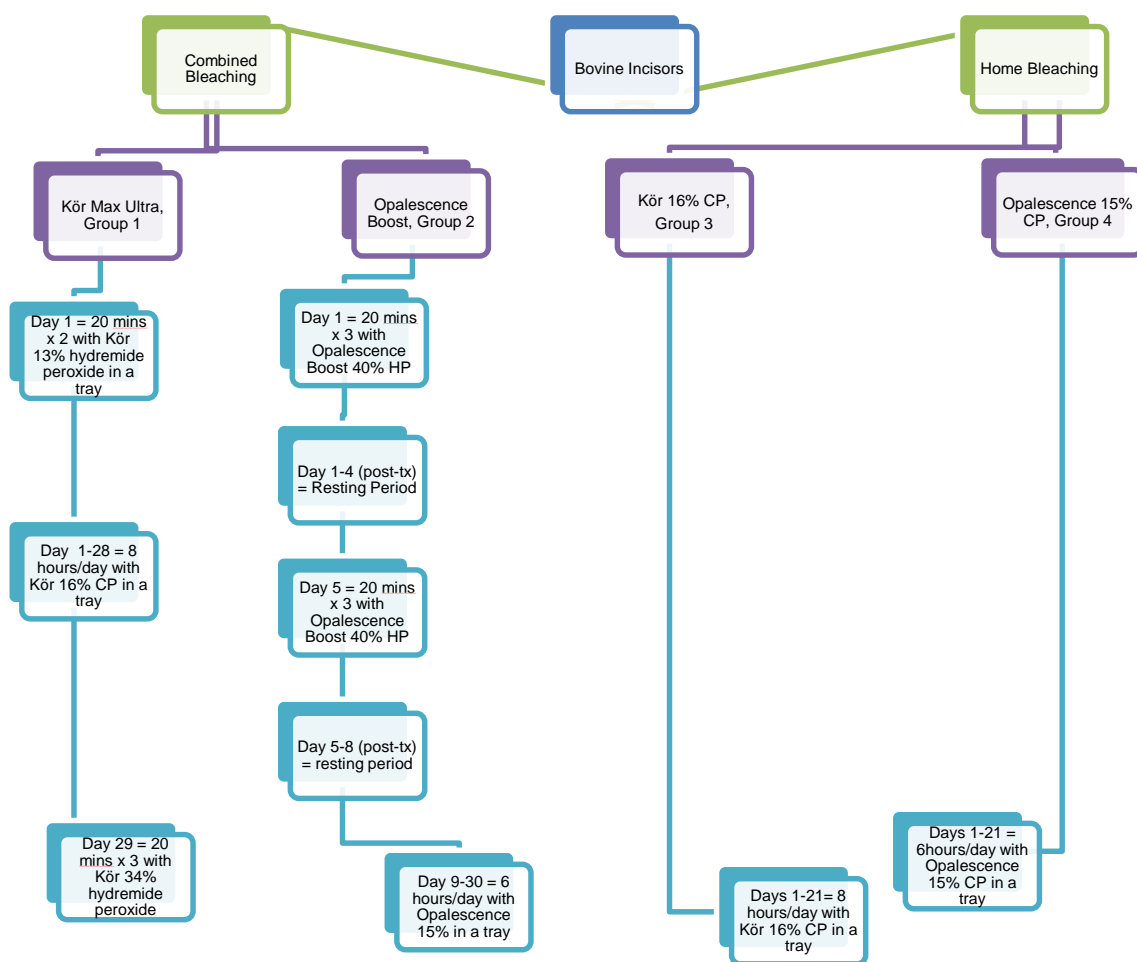 Combined
Bleaching
Bovine Incisors
Home Bleaching
Kör Max Ultra,
Group 1
Opalescence
Boost, Group 2
Kör 16% CP,
Group 3
Opalescence 15%
CP, Group 4
Day 1 = 20 mins
x 2 with Kör
13% hydremide
peroxide in a
tray
Day 1 = 20 mins
x 3 with
Opalescence
Boost 40% HP
Day 1-4 (post-tx)
= Resting Period
Day  1-28 = 8
hours/day with
Kör 16% CP in a
tray
Day 5 = 20 mins
x 3 with
Opalescence
Boost 40% HP
Day 5-8 (post-tx)
= resting period
Day 29 = 20
mins x 3 with
Kör 34%
hydremide
peroxide
Day 9-30 = 6
hours/day with
Opalescence
15% in a tray
Days 1-21= 8
hours/day with
Kör 16% CP in a
tray
Days 1-21 =
6hours/day with
Opalescence
15% CP in a
tray